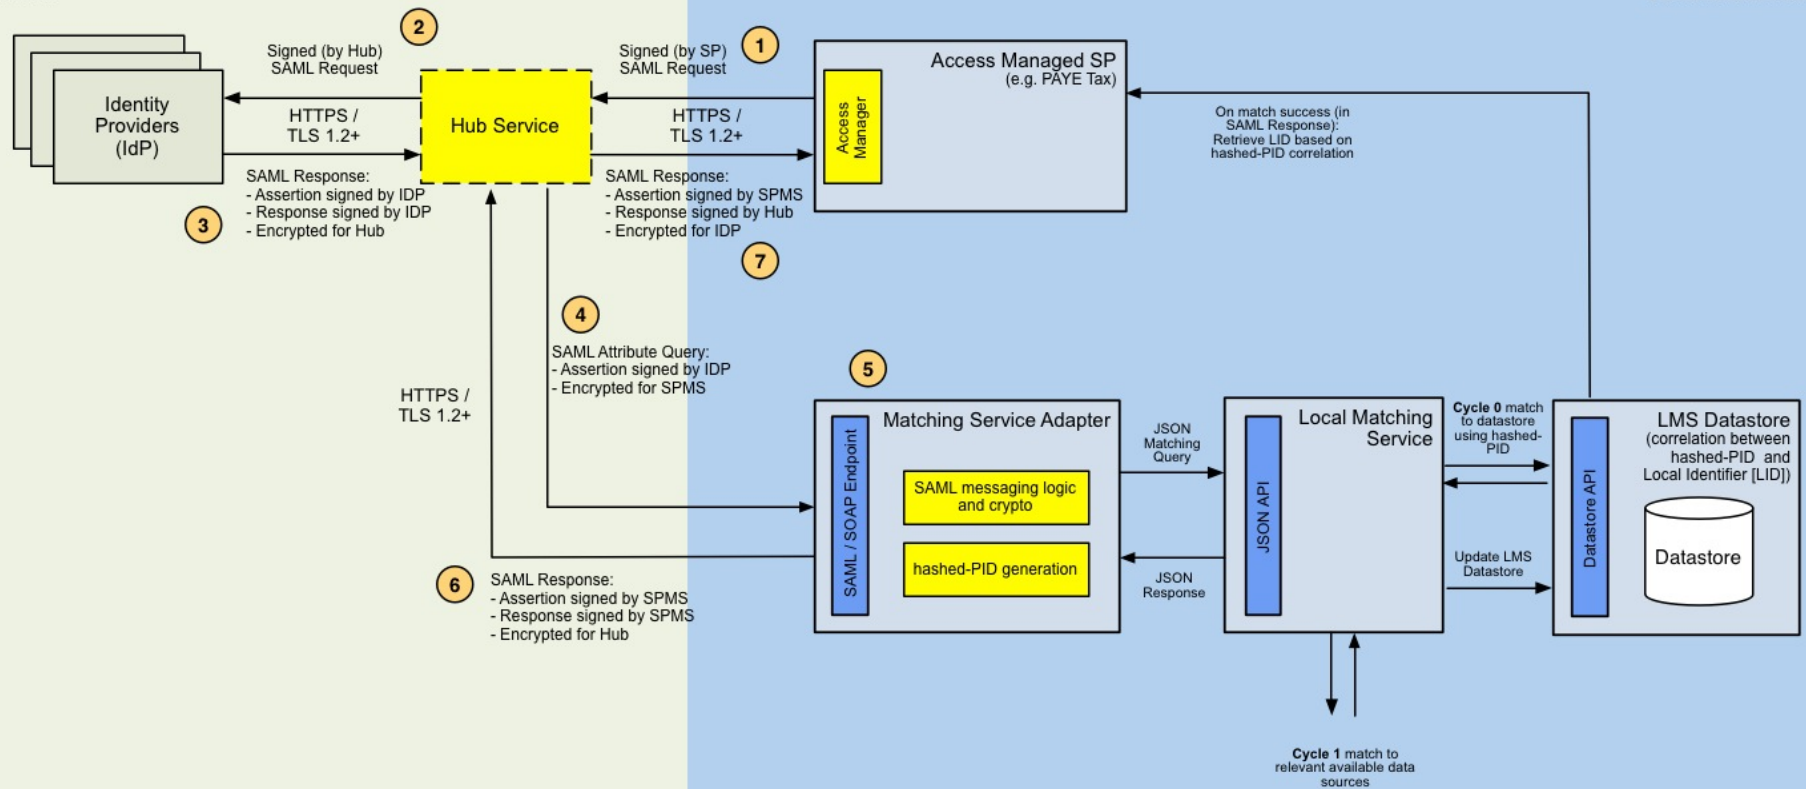 2
Signed (by Hub)
SAML Request
Signed (by SP)
SAML Request
1
Access Managed SP
(e.g. PAYE Tax)
Identity
Providers
(IdP)
HTTPS /
TLS 1.2+
Hub Service
HTTPS /
TLS 1.2+
Access
Manager
On match success (in
SAML Response):
Retrieve LID based on
hashed-PID correlation
3
SAML Response:
- Assertion signed by IDP
- Response signed by IDP
- Encrypted for Hub
SAML Response:
- Assertion signed by SPMS
- Response signed by Hub
- Encrypted for IDP
7
4
SAML Attribute Query:
- Assertion signed by IDP
- Encrypted for SPMS
HTTPS /
TLS 1.2+
5
Matching Service Adapter
SAML / SOAP Endpoint
SAML messaging logic
and crypto
hashed-PID generation
JSON
Matching
Query
JSON
Response
Local Matching
Service
JSON API
Cycle 0 match
to datastore
using hashed-
PID
Update LMS
Datastore
LMS Datastore
(correlation between
hashed-PID and
Local Identifier [LID])
Datastore API
Datastore
6
SAML Response:
- Assertion signed by SPMS
- Response signed by SPMS
- Encrypted for Hub
Cycle 1 match to
relevant available data
sources